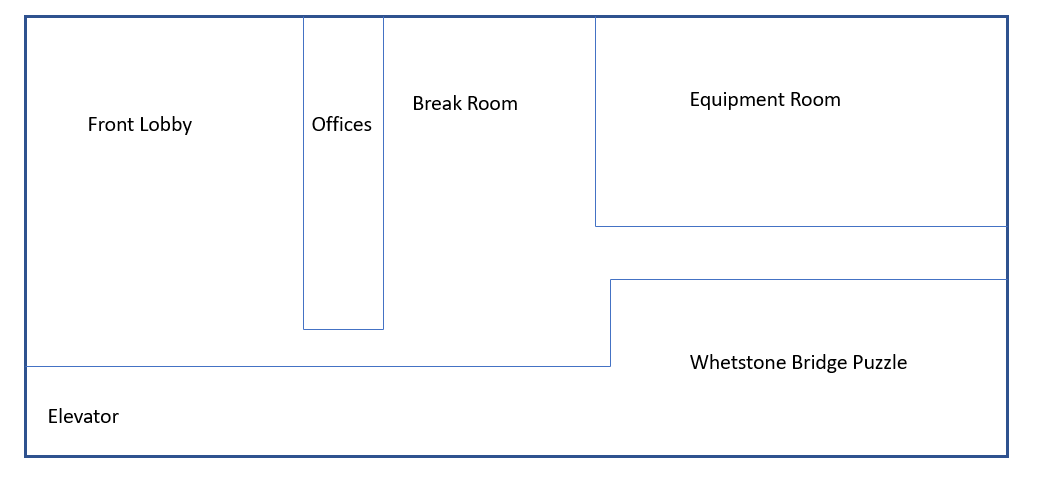 Front Lobby
Offices
Break Room
Equipment Room
Whetstone Bridge Puzzle
Elevator